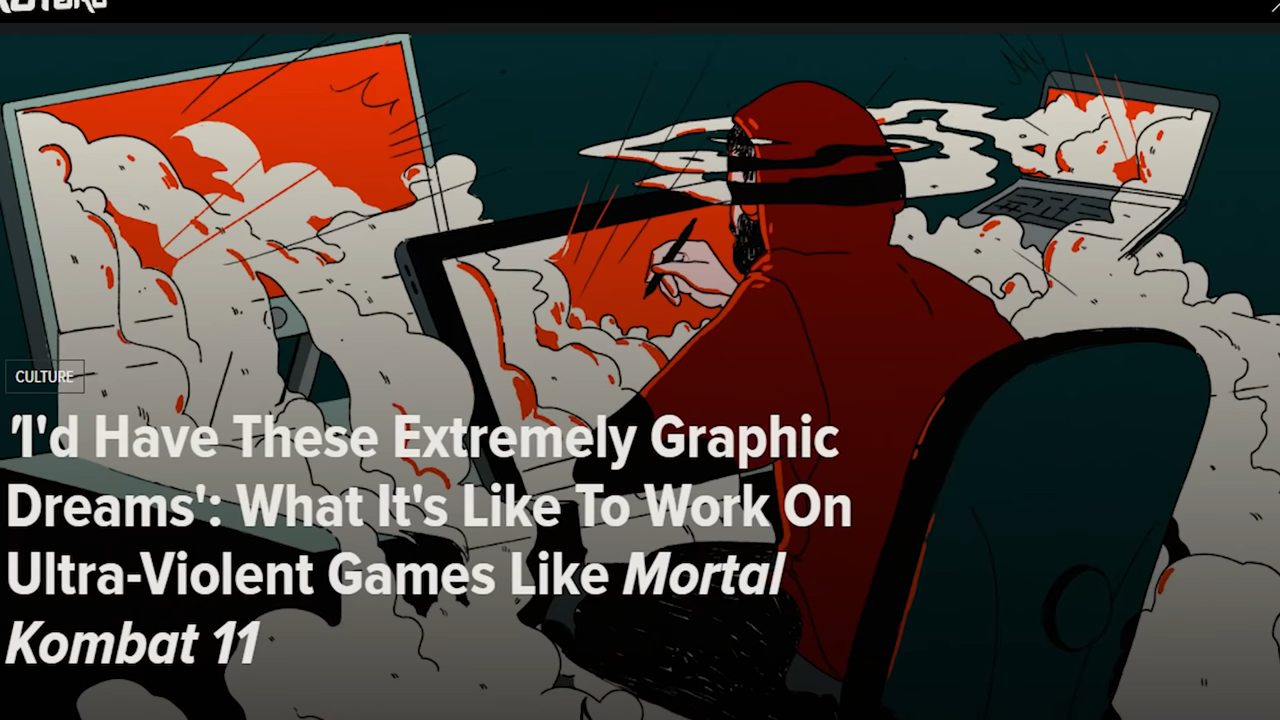 CULTURE
'I'd Have These Extremely Graphic
Dreams': What It's Like To Work On
Ultra-Violent Games Like Mortal
Kombat 11